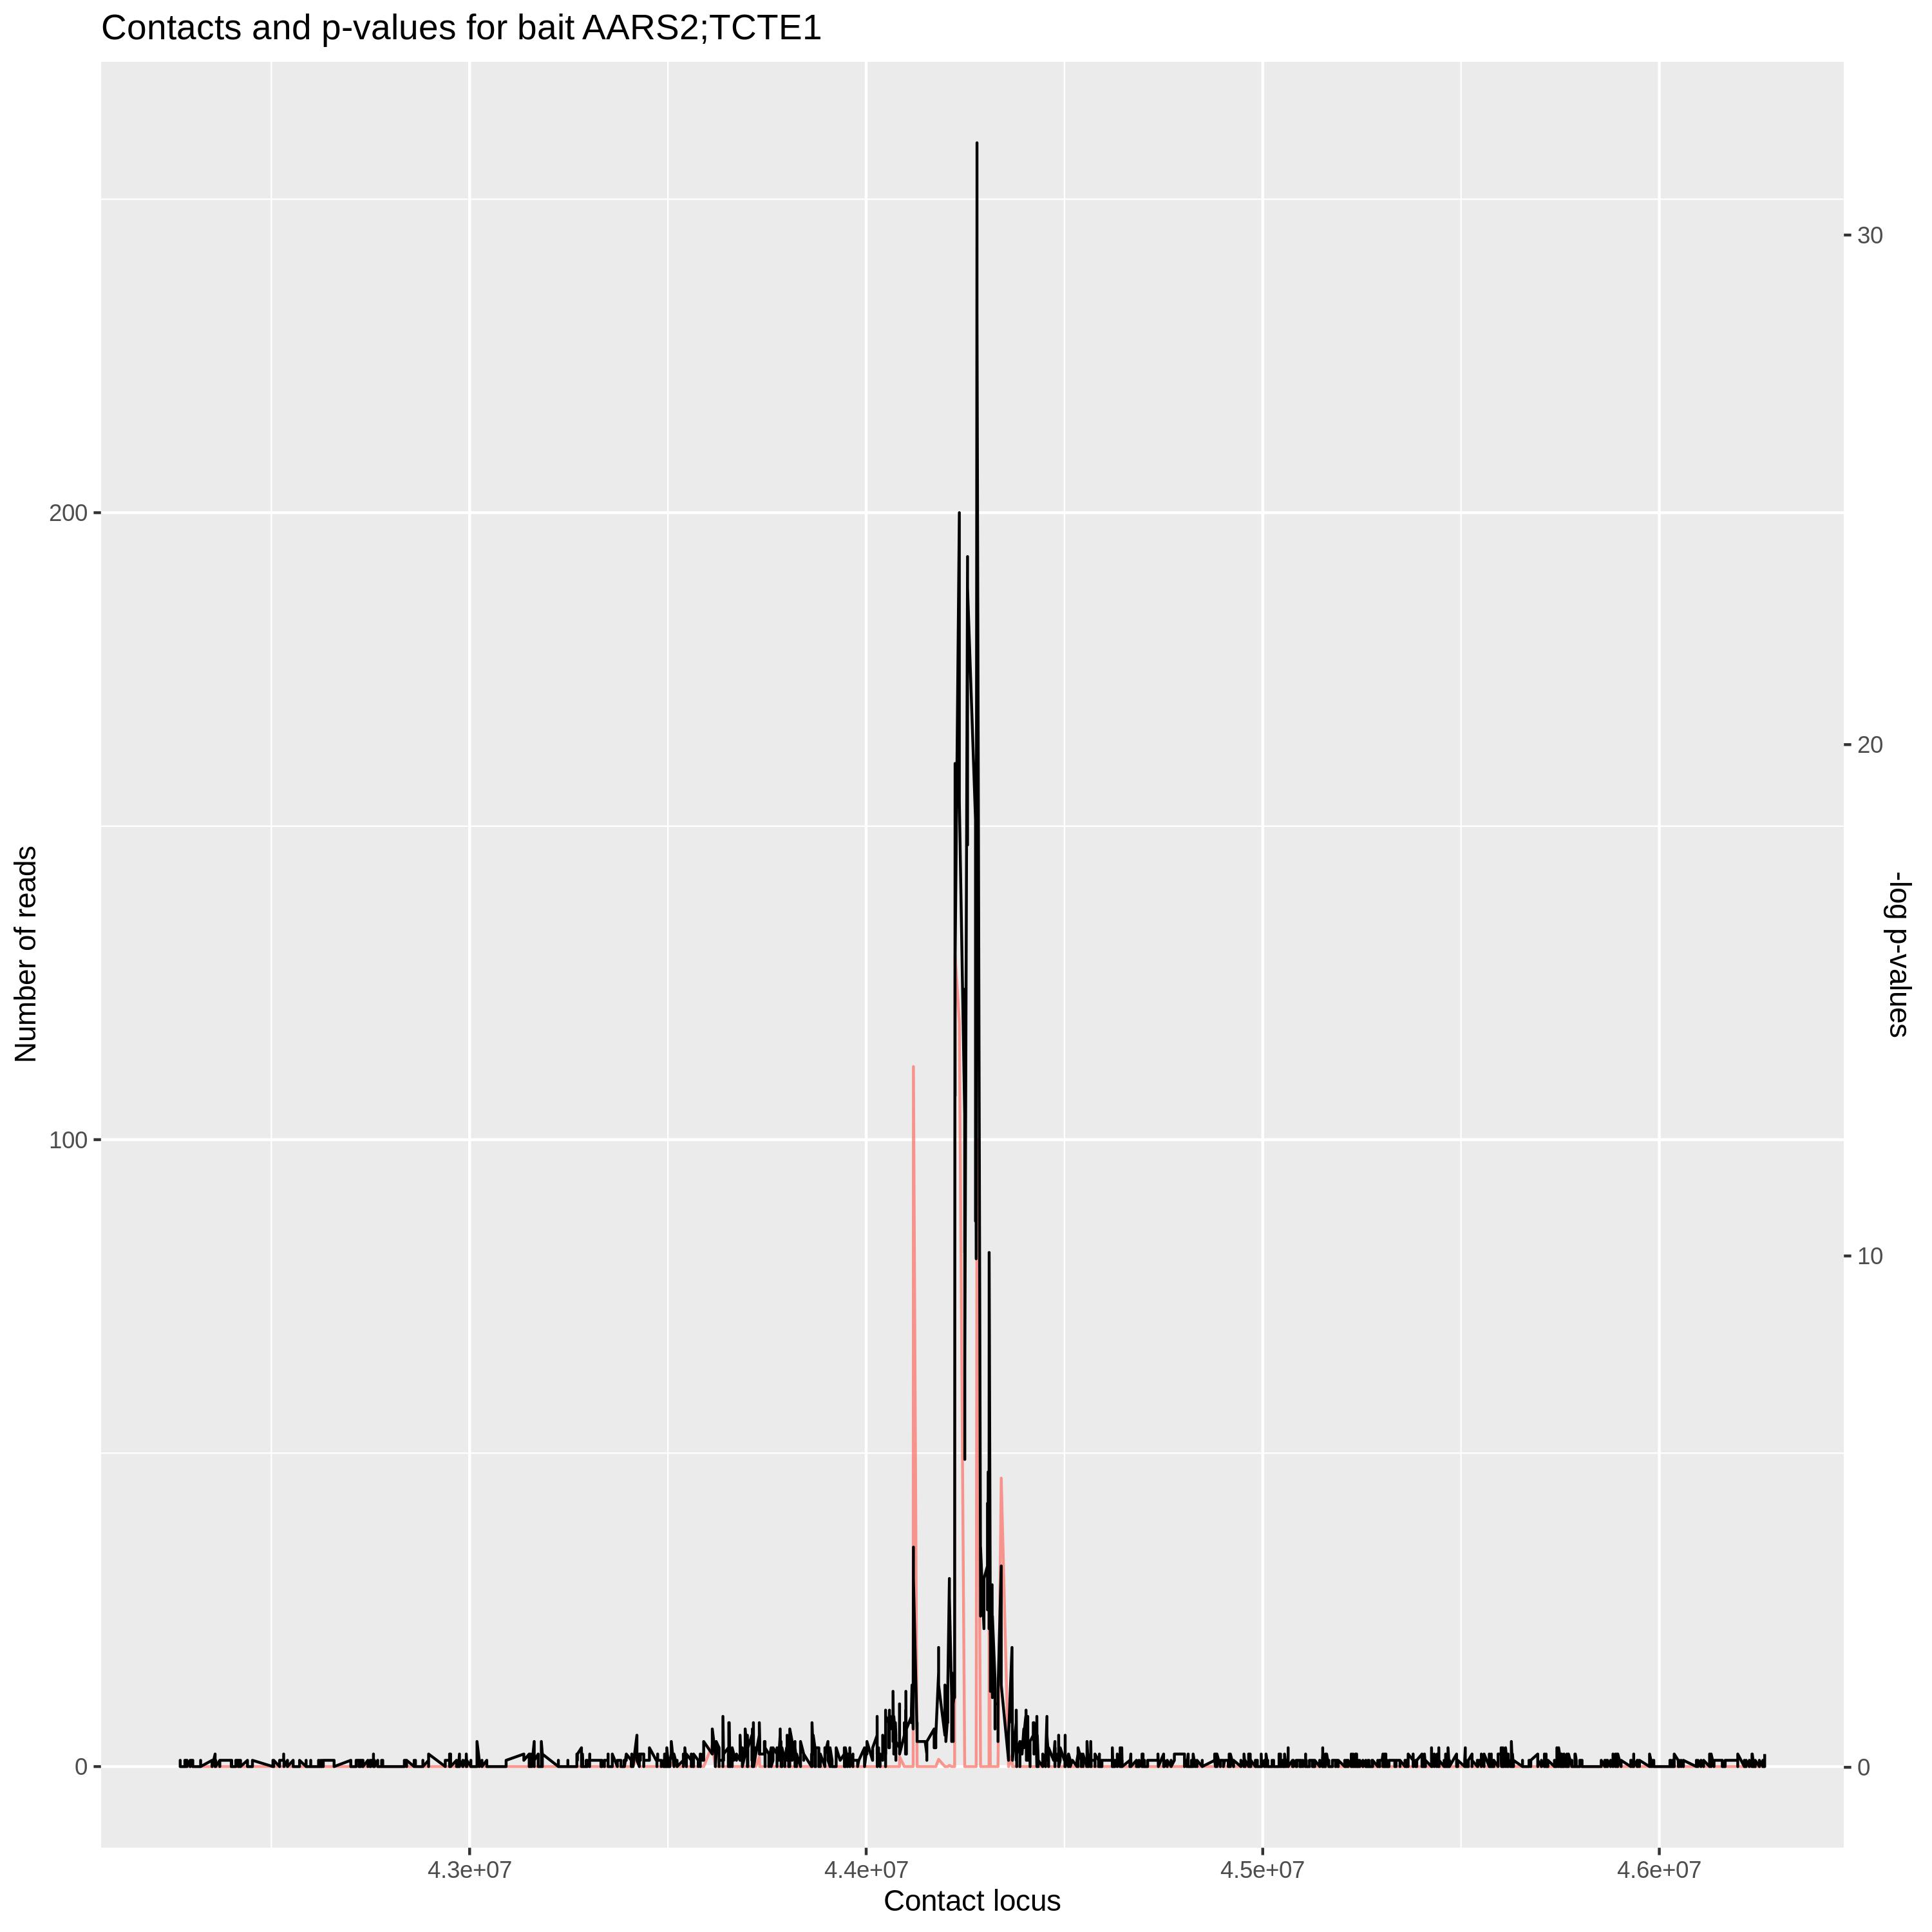 Contacts and p-values for bait AARS2;TCTE1
Number of reads
200
100
0
30
20
10
0
-log p-values
4.3e+07
4.4e+07
4.5e+07
4.6e+07
Contact locus